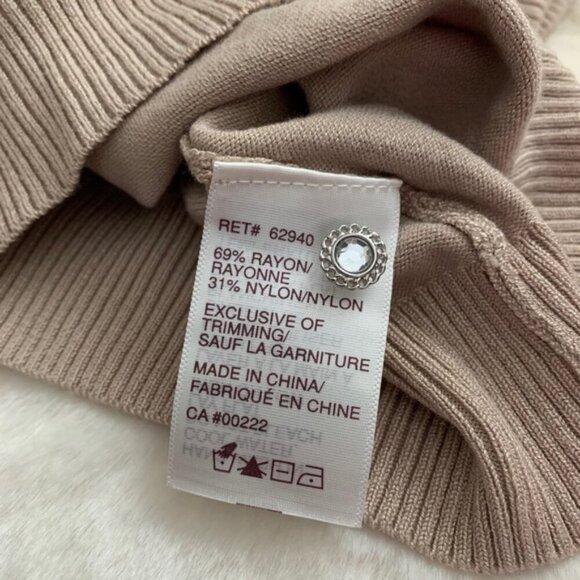 RET# 62940
69% RAYON/
RAYONNE
31% NYLON/NYLON
EXCLUSIVE OF
TRIMMING/
SAUF LA GARNITURE
MADE IN CHINA/
FABRIQUÉ EN CHINE
CA #00222